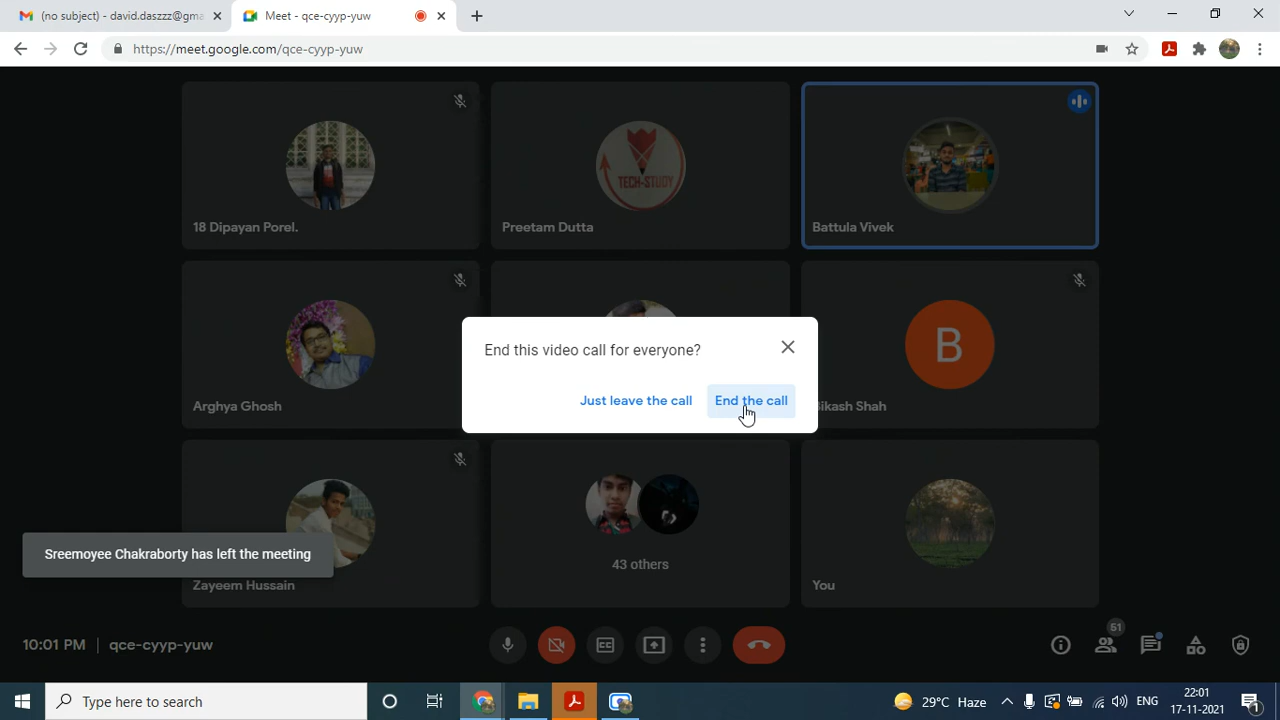 (no subject) - david.daszzz@gma
Meet - qce-cyyp-yuw
https://meet.google.com/qce-cyyp-yuw
18 Dipayan Porel.
TECH-STUDY
Preetam Dutta
Battula Vivek
Arghya Ghosh
B
Bikash Shah
End this video call for everyone?
Just leave the call
End the call
Sreemoyee Chakraborty has left the meeting
Zayeem Hussain
43 others
You
10:01 PM | qce-cyyp-yuw
51
Type here to search
29°C Haze
ENG
22:01
17-11-2021
1